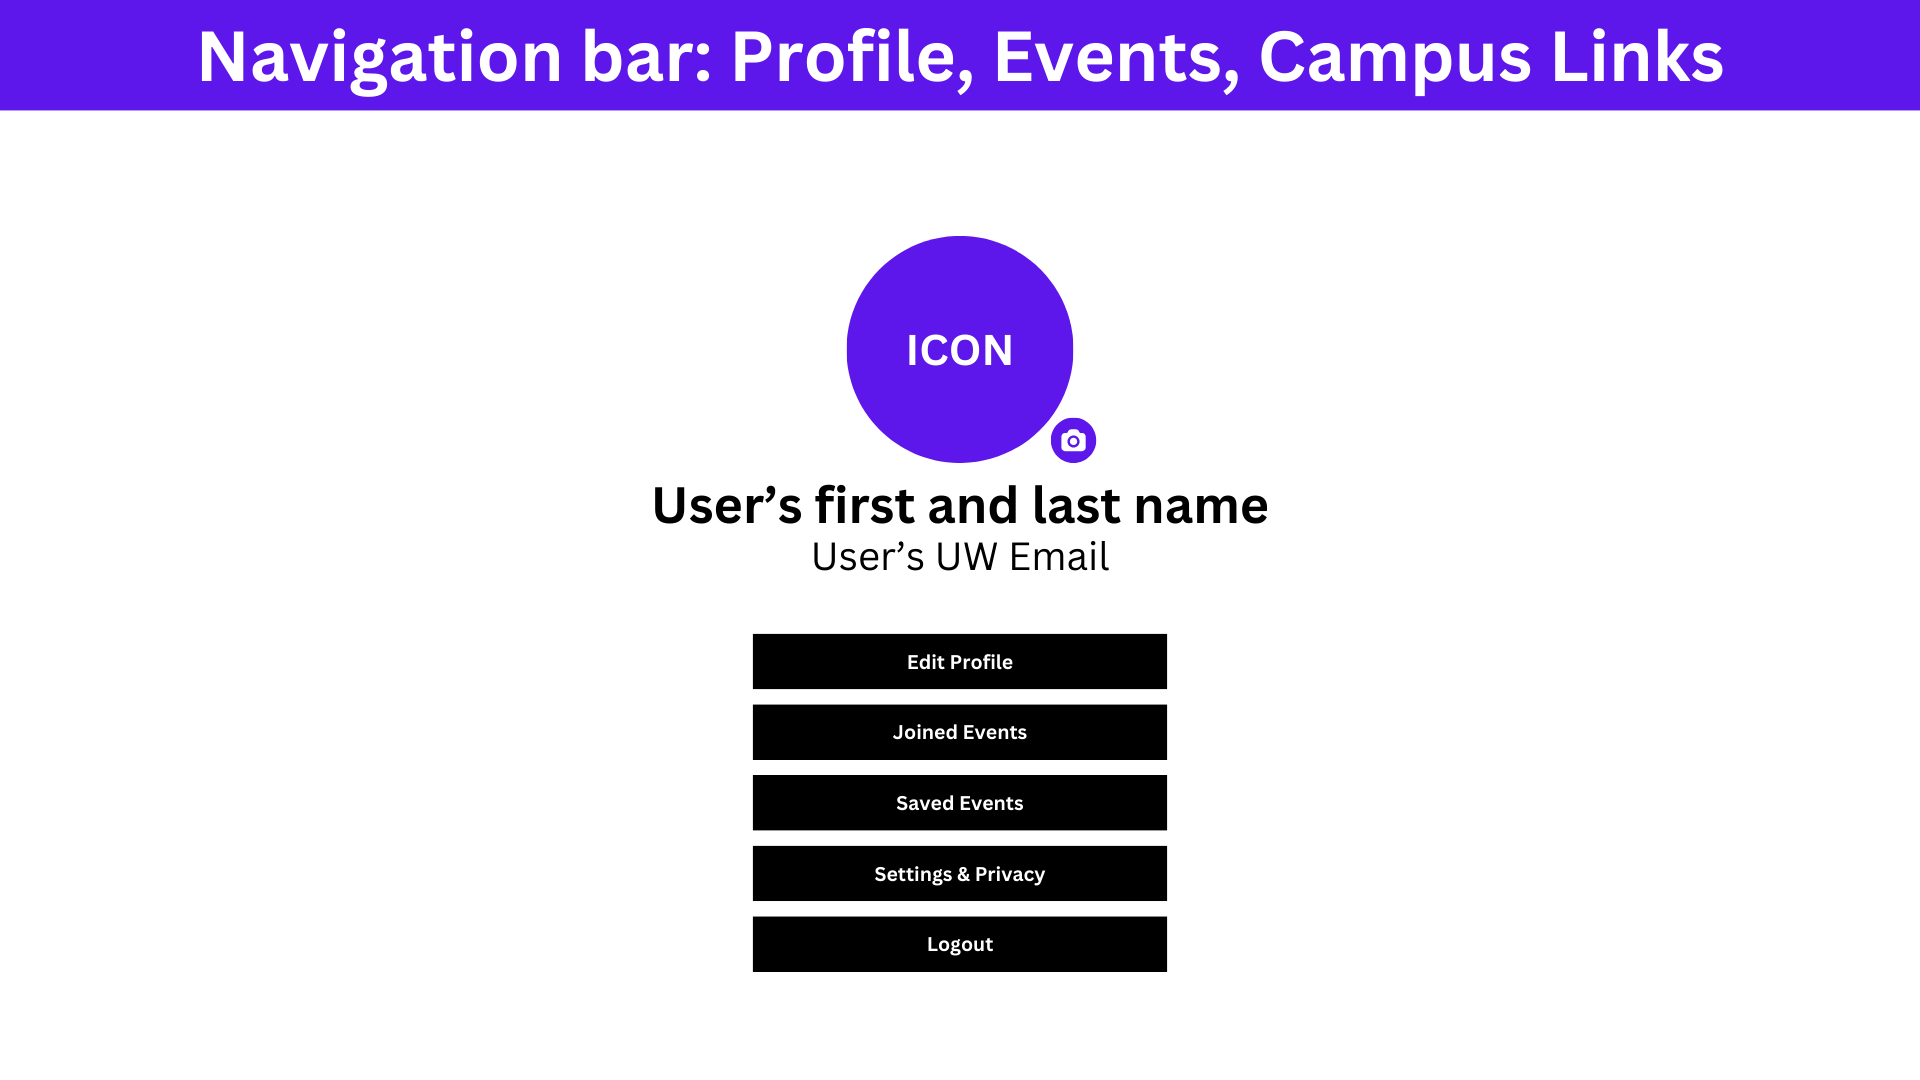 Navigation bar: Profile, Events, Campus Links
ICON
User’s first and last name
User’s UW Email
Edit Profile
Joined Events
Saved Events
Settings & Privacy
Logout